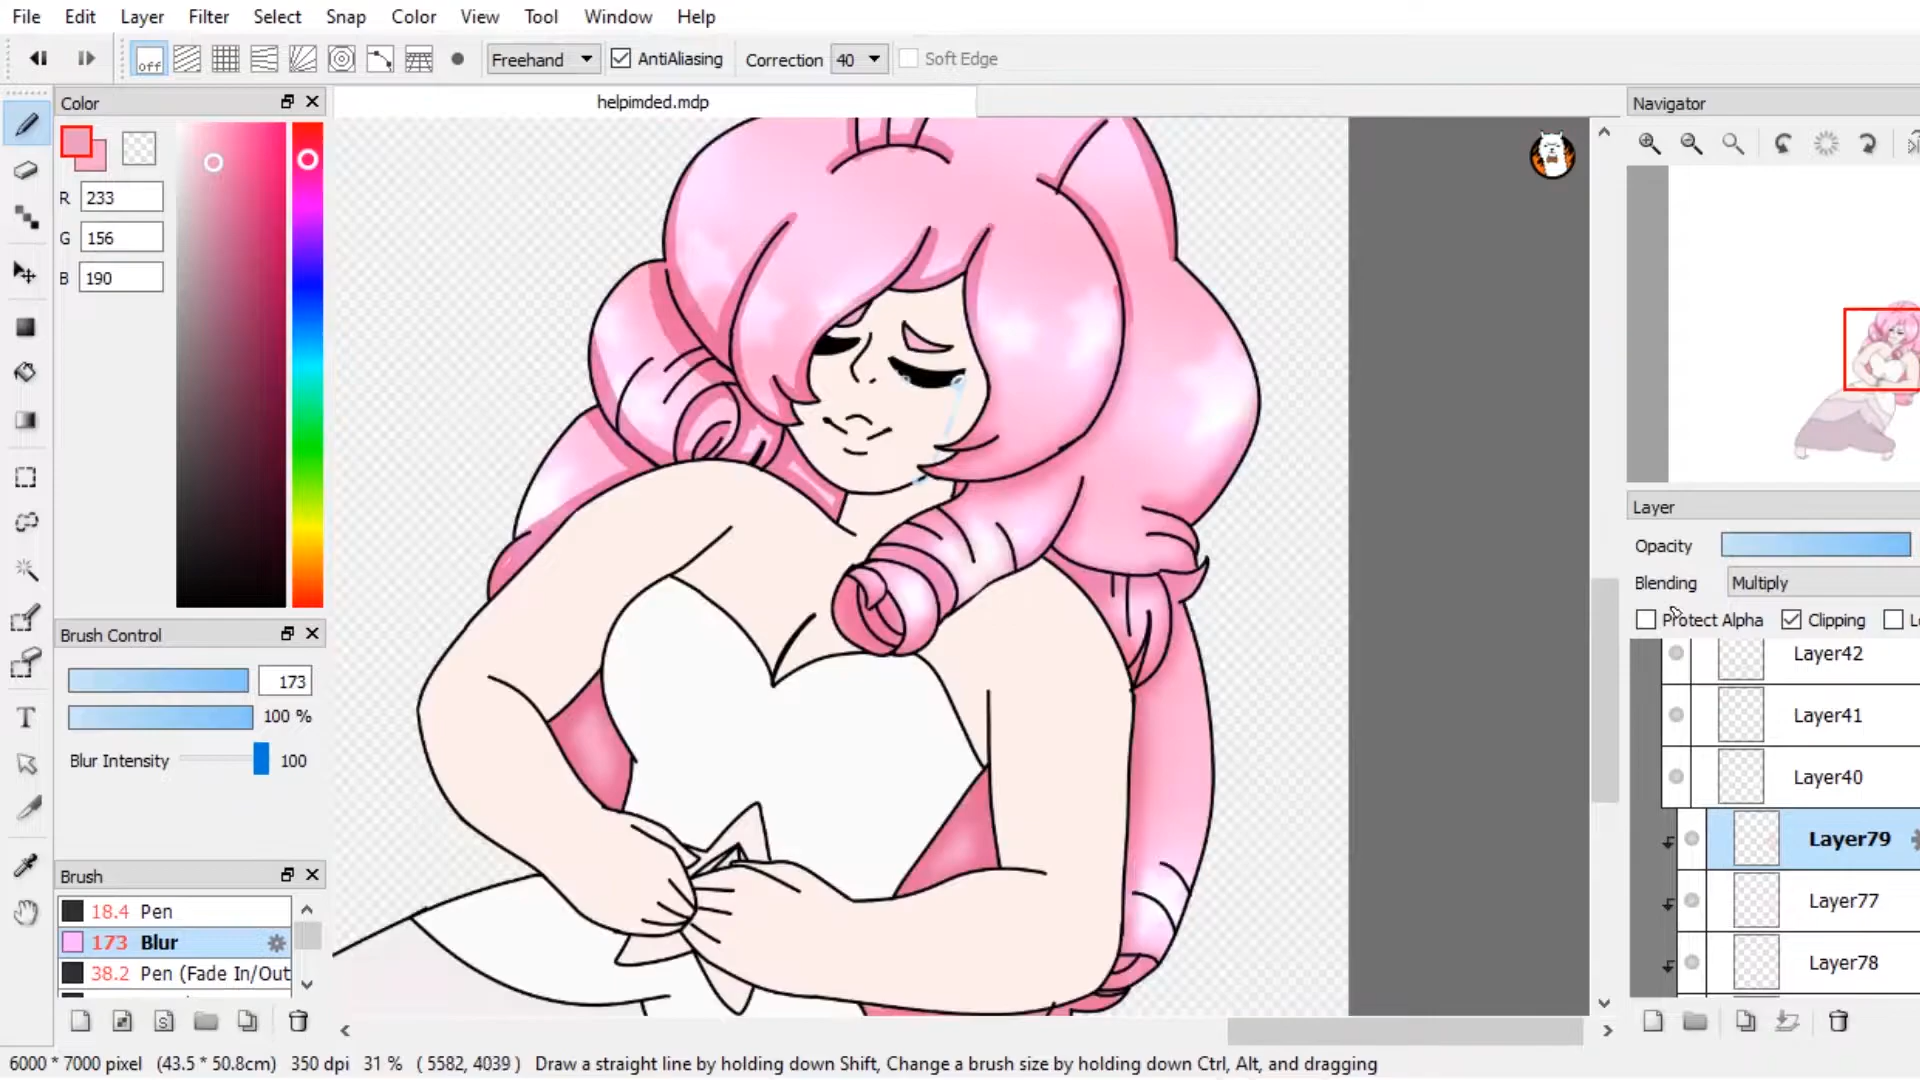 File Edit Layer Filter Select Snap Color View Tool Window Help
off Freehand AntiAliasing Correction 40 Soft Edge
Color
helpimded.mdp
Navigator
R 233
G 156
B 190
Layer
Opacity
Blending Multiply
Protect Alpha Clipping
Brush Control
173
100 %
Blur Intensity 100
Layer42
Layer41
Layer40
Layer79
Layer77
Layer78
Brush
18.4 Pen
173 Blur
38.2 Pen (Fade In/Out
S
T
6000 * 7000 pixel (43.5 * 50.8cm) 350 dpi 31 % ( 5582, 4039 ) Draw a straight line by holding down Shift, Change a brush size by holding down Ctrl, Alt, and dragging